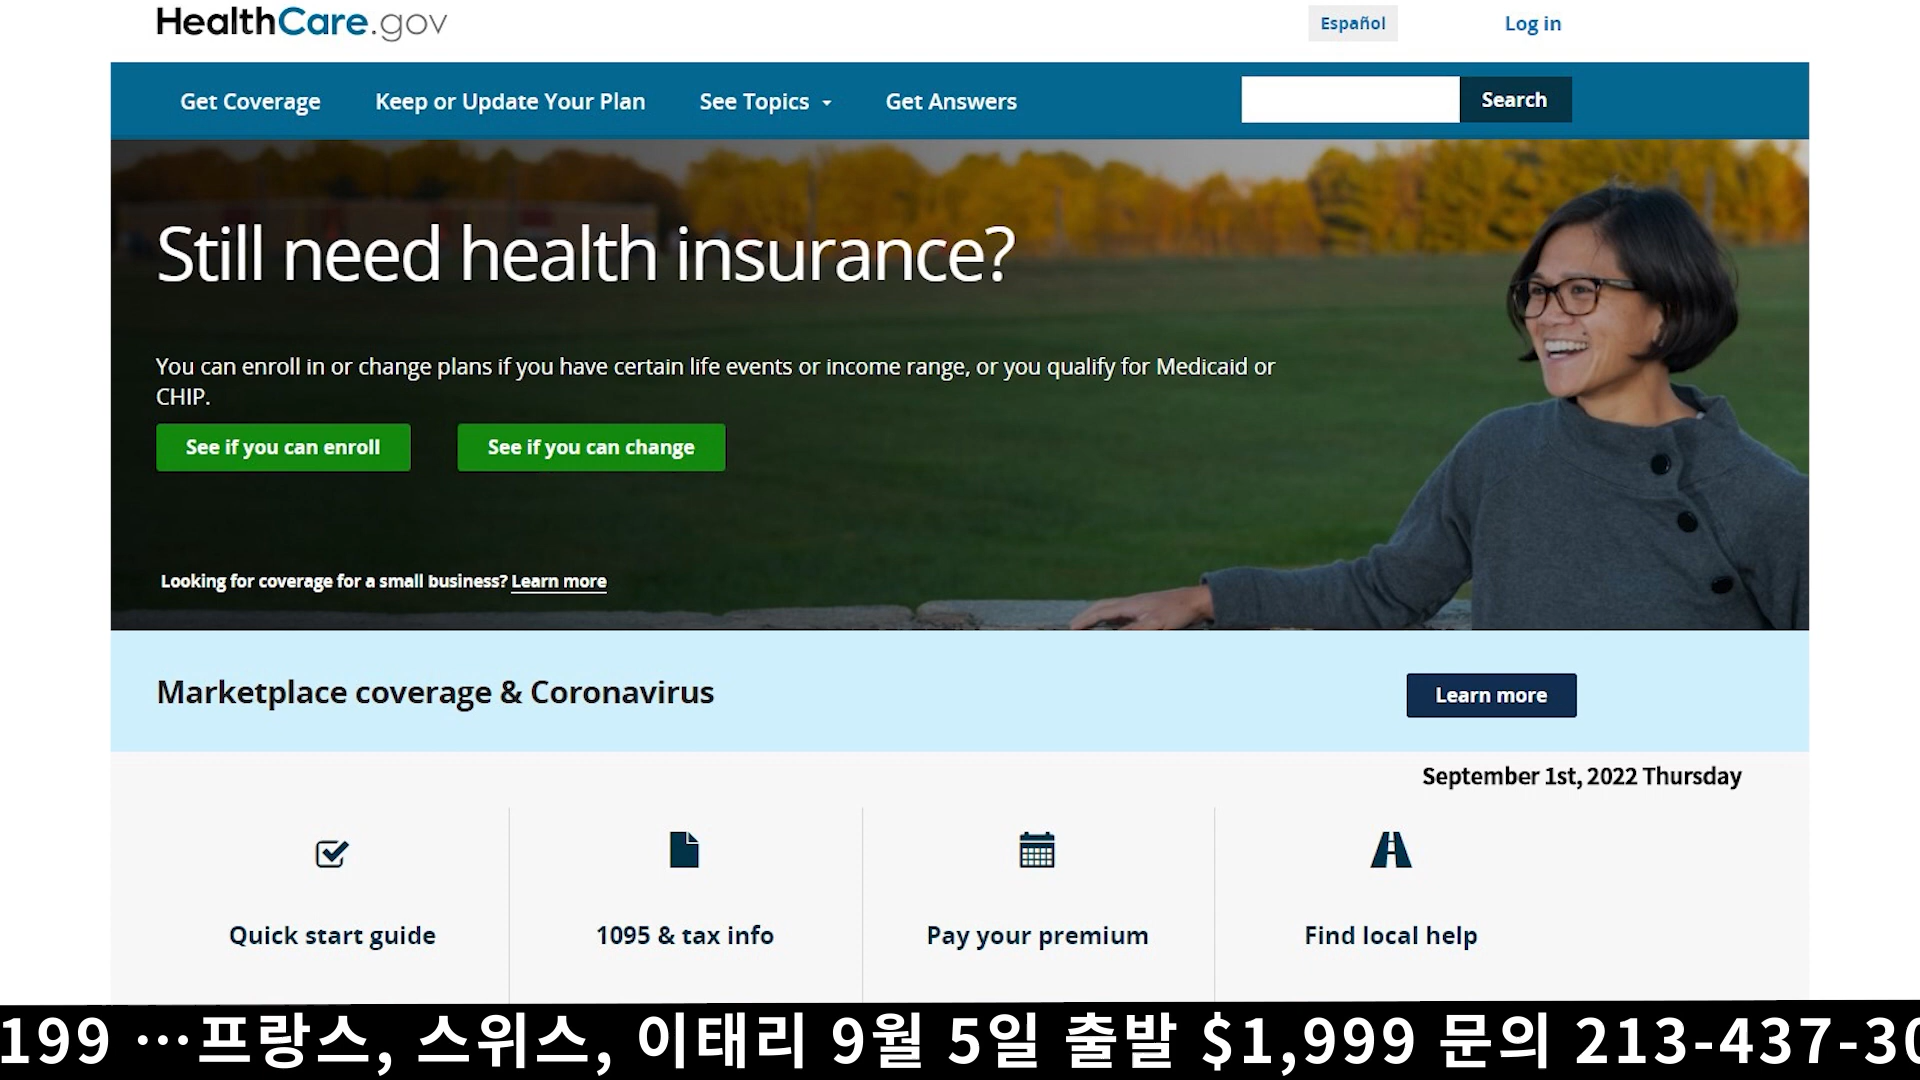 HealthCare.gov
Español
Log in
Get Coverage
Keep or Update Your Plan
See Topics
Get Answers
Search
Still need health insurance?
You can enroll in or change plans if you have certain life events or income range, or you qualify for Medicaid or
CHIP.
See if you can enroll
See if you can change
Looking for coverage for a small business? Learn more
Marketplace coverage & Coronavirus
Learn more
September 1st, 2022 Thursday
Quick start guide
1095 & tax info
Pay your premium
Find local help
199 …프랑스, 스위스, 이태리 9월 5일 출발 $1,999 문의 213-437-30